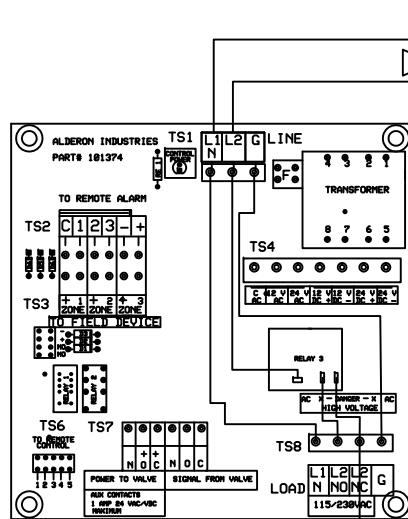 ALDERON INDUSTRIES
PART# 101374
TS1
L1 L2 G LINE
N
CONTROL
POWER
F
4 3 2 1
TRANSFORMER
8 7 6 5
TO REMOTE ALARM
TS2
C 1 2 3 - +
TS4
C 12 V 24 V 12 V 12 V 24 V 24 V
AC AC AC DC + DC - DC + DC -
TS3
+ 1 + 2 + 3
ZONE ZONE ZONE
TO FIELD DEVICE
RELAY 3
RELAY 1
RELAY 2
AC X - DANGER - X AC
HIGH VOLTAGE
TS6
TO REMOTE
CONTROL
1 2 3 4 5
TS7
+ +
N O C N O C
TS8
POWER TO VALVE SIGNAL FROM VALVE
AUX CONTACTS
1 AMP 24 VAC/VDC
MAXIMUM
LOAD
L1 L2 L2 G
N NO NC
115/230VAC